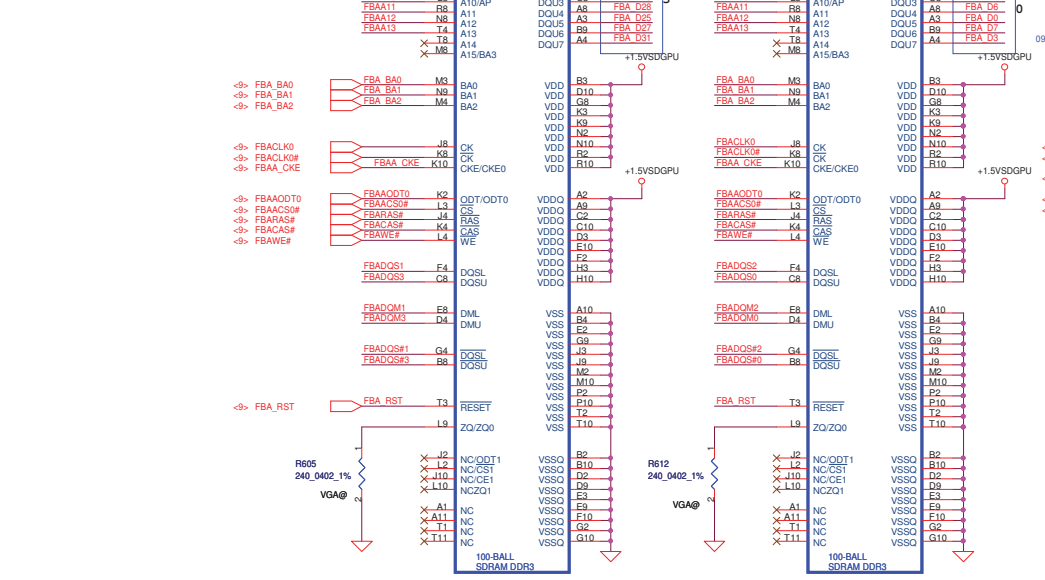 A10/AP DQU3 A10/AP DQU3
FBAA11 R8 A11 DQU4 A8 FBA_D28 FBAA11 R8 A11 DQU4 A8 FBA_D6
FBAA12 N8 A12 DQU5 A3 FBA_D25 FBAA12 N8 A12 DQU5 A3 FBA_D0
FBAA13 T4 A13 DQU6 B9 FBA_D27 FBAA13 T4 A13 DQU6 B9 FBA_D7
T8 A14 DQU7 A4 FBA_D31 T8 A14 DQU7 A4 FBA_D3
M8 A15/BA3 M8 A15/BA3
+1.5VSDGPU +1.5VSDGPU
<9> FBA_BA0 FBA_BA0 M3 BA0 VDD B3 FBA_BA0 M3 BA0 VDD B3
<9> FBA_BA1 FBA_BA1 N9 BA1 VDD D10 FBA_BA1 N9 BA1 VDD D10
<9> FBA_BA2 FBA_BA2 M4 BA2 VDD G8 FBA_BA2 M4 BA2 VDD G8
VDD K3 VDD K3
VDD K9 VDD K9
VDD N2 VDD N2
<9> FBACLK0 J8 CK VDD N10 FBACLK0 J8 CK VDD N10
<9> FBACLK0# K8 CK VDD R2 FBACLK0# K8 CK VDD R2
<9> FBAA_CKE FBAA_CKE K10 CKE/CKE0 VDD R10 FBAA_CKE K10 CKE/CKE0 VDD R10
+1.5VSDGPU +1.5VSDGPU
<9> FBAAODT0 FBAAODT0 K2 ODT/ODT0 VDDQ A2 FBAAODT0 K2 ODT/ODT0 VDDQ A2
<9> FBAACS0# FBAACS0# L3 CS VDDQ A9 FBAACS0# L3 CS VDDQ A9
<9> FBARAS# FBARAS# J4 RAS VDDQ C2 FBARAS# J4 RAS VDDQ C2
<9> FBACAS# FBACAS# K4 CAS VDDQ C10 FBACAS# K4 CAS VDDQ C10
<9> FBAWE# FBAWE# L4 WE VDDQ D3 FBAWE# L4 WE VDDQ D3
VDDQ E10 VDDQ E10
VDDQ F2 VDDQ F2
FBADQS1 F4 DQSL VDDQ H3 FBADQS2 F4 DQSL VDDQ H3
FBADQS3 C8 DQSU VDDQ H10 FBADQS0 C8 DQSU VDDQ H10
FBADQM1 E8 DML VSS A10 FBADQM2 E8 DML VSS A10
FBADQM3 D4 DMU VSS B4 FBADQM0 D4 DMU VSS B4
VSS E2 VSS E2
VSS G9 VSS G9
FBADQS#1 G4 DQSL VSS J3 FBADQS#2 G4 DQSL VSS J3
FBADQS#3 B8 DQSU VSS J9 FBADQS#0 B8 DQSU VSS J9
VSS M2 VSS M2
VSS M10 VSS M10
VSS P2 VSS P2
<9> FBA_RST FBA_RST T3 RESET VSS P10 FBA_RST T3 RESET VSS P10
VSS T2 VSS T2
L9 ZQ/ZQ0 VSS T10 L9 ZQ/ZQ0 VSS T10
1 1
R605 J2 NC/ODT1 VSSQ B2 R612 J2 NC/ODT1 VSSQ B2
L2 NC/CS1 VSSQ B10 L2 NC/CS1 VSSQ B10
240_0402_1% J10 NC/CE1 VSSQ D2 240_0402_1% J10 NC/CE1 VSSQ D2
L10 NCZQ1 VSSQ D9 L10 NCZQ1 VSSQ D9
VGA@ 2 VSSQ E3 VGA@ 2 VSSQ E3
A1 NC VSSQ E9 A1 NC VSSQ E9
A11 NC VSSQ F10 A11 NC VSSQ F10
T1 NC VSSQ G2 T1 NC VSSQ G2
T11 NC VSSQ G10 T11 NC VSSQ G10
100-BALL 100-BALL
SDRAM DDR3 SDRAM DDR3